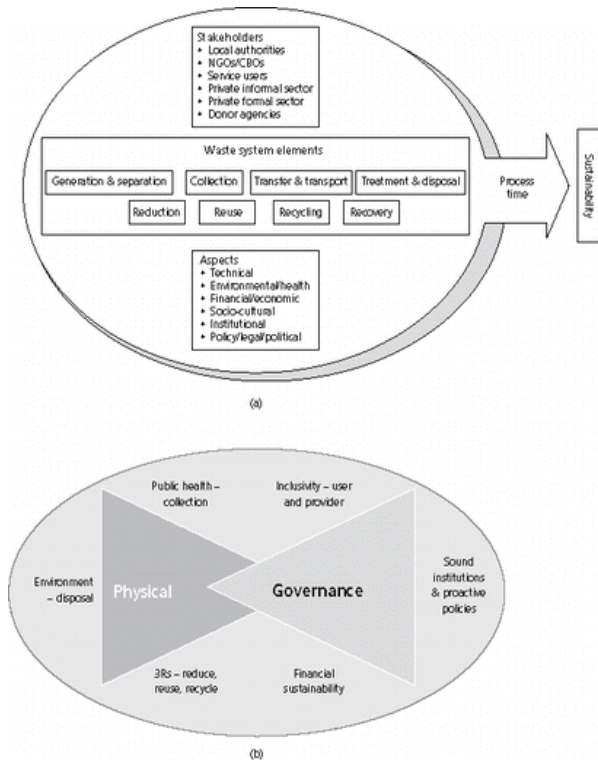 Stakeholders
• Local authorities
• NGOs/CBOs
• Service users
• Private informal sector
• Private formal sector
• Donor agencies
Waste system elements
Generation & separation
Collection
Transfer & transport
Treatment & disposal
Reduction
Reuse
Recycling
Recovery
Process
time
Sustainability
Aspects
• Technical
• Environmental/health
• Financial/economic
• Socio-cultural
• Institutional
• Policy/legal/political
(a)
Public health –
collection
Inclusivity – user
and provider
Environment
– disposal
Physical
Governance
Sound
institutions
& proactive
policies
3Rs – reduce,
reuse, recycle
Financial
sustainability
(b)